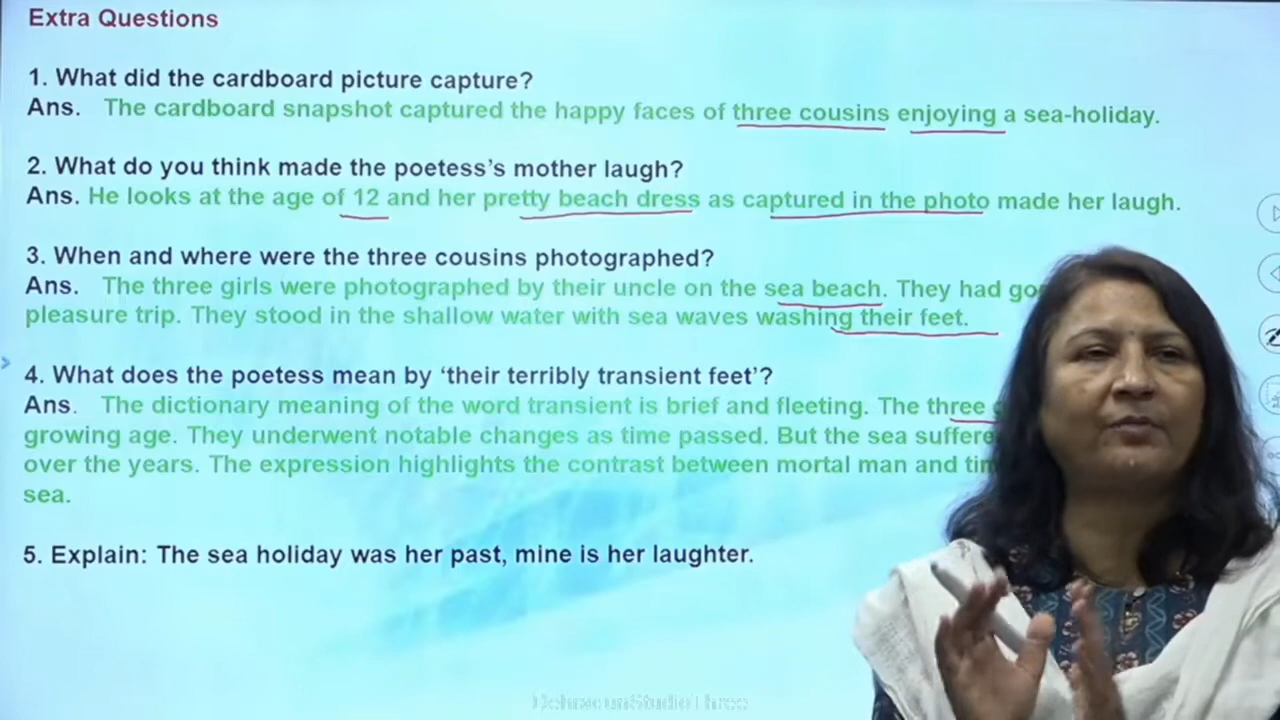 Extra Questions
1. What did the cardboard picture capture?
Ans. The cardboard snapshot captured the happy faces of three cousins enjoying a sea-holiday.
2. What do you think made the poetess’s mother laugh?
Ans. He looks at the age of 12 and her pretty beach dress as captured in the photo made her laugh.
3. When and where were the three cousins photographed?
Ans. The three girls were photographed by their uncle on the sea beach. They had
pleasure trip. They stood in the shallow water with sea waves washing their feet.
4. What does the poetess mean by ‘their terribly transient feet’?
Ans. The dictionary meaning of the word transient is brief and fleeting. The three
growing age. They underwent notable changes as time passed. But the sea
over the years. The expression highlights the contrast between mortal man and
sea.
5. Explain: The sea holiday was her past, mine is her laughter.